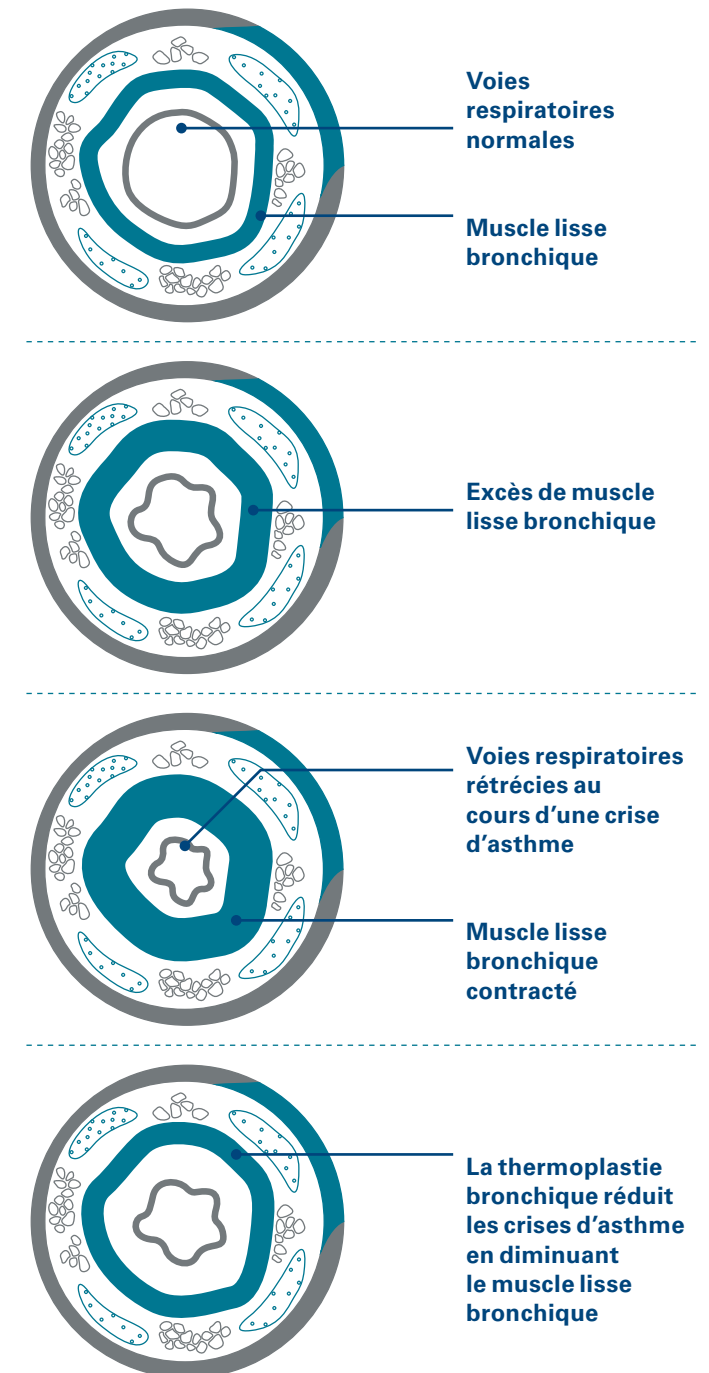 Voies
respiratoires
normales
Muscle lisse
bronchique
Excès de muscle
lisse bronchique
Voies respiratoires
rétrécies au
cours d’une crise
d’asthme
Muscle lisse
bronchique
contracté
La thermoplastie
bronchique réduit
les crises d’asthme
en diminuant
le muscle lisse
bronchique